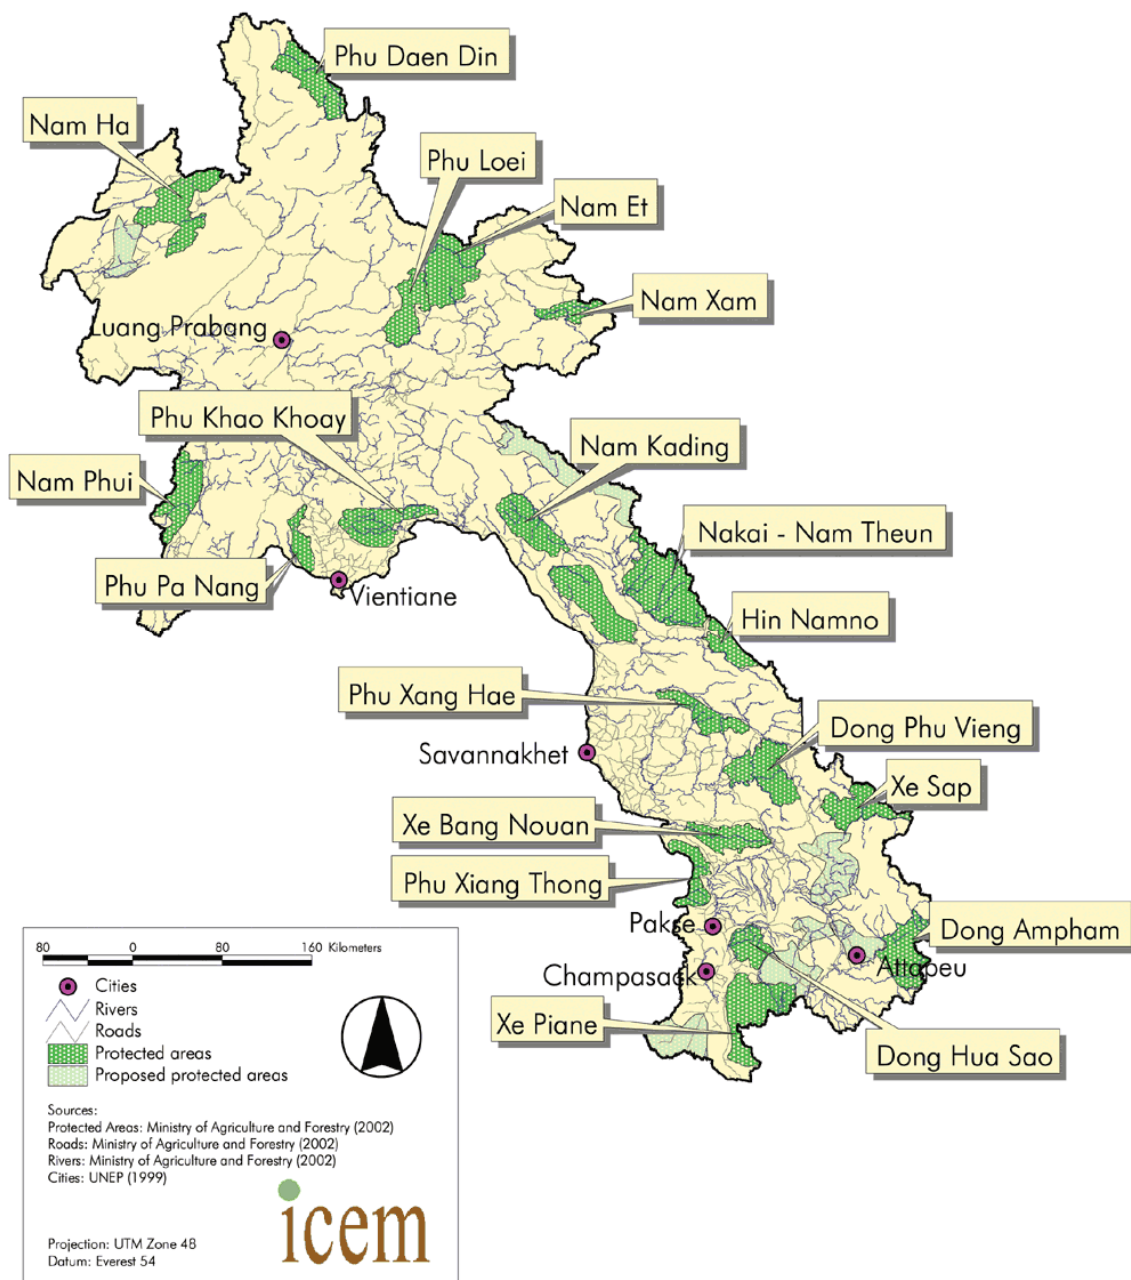 Phu Daen Din
Nam Ha
Phu Loei
Nam Et
Nam Xam
Luang Prabang
Phu Khao Khoay
Nam Kading
Nam Phui
Nakai - Nam Theun
Phu Pa Nang
Vientiane
Hin Namno
Phu Xang Hae
Dong Phu Vieng
Savannakhet
Xe Sap
Xe Bang Nouan
Phu Xiang Thong
Pakse
Dong Ampham
Champasack
Attapeu
Xe Piane
Dong Hua Sao
80 0 80 160 Kilometers
Cities
Rivers
Roads
Protected areas
Proposed protected areas
Sources:
Protected Areas: Ministry of Agriculture and Forestry (2002)
Roads: Ministry of Agriculture and Forestry (2002)
Rivers: Ministry of Agriculture and Forestry (2002)
Cities: UNEP (1999)
icem
Projection: UTM Zone 48
Datum: Everest 54